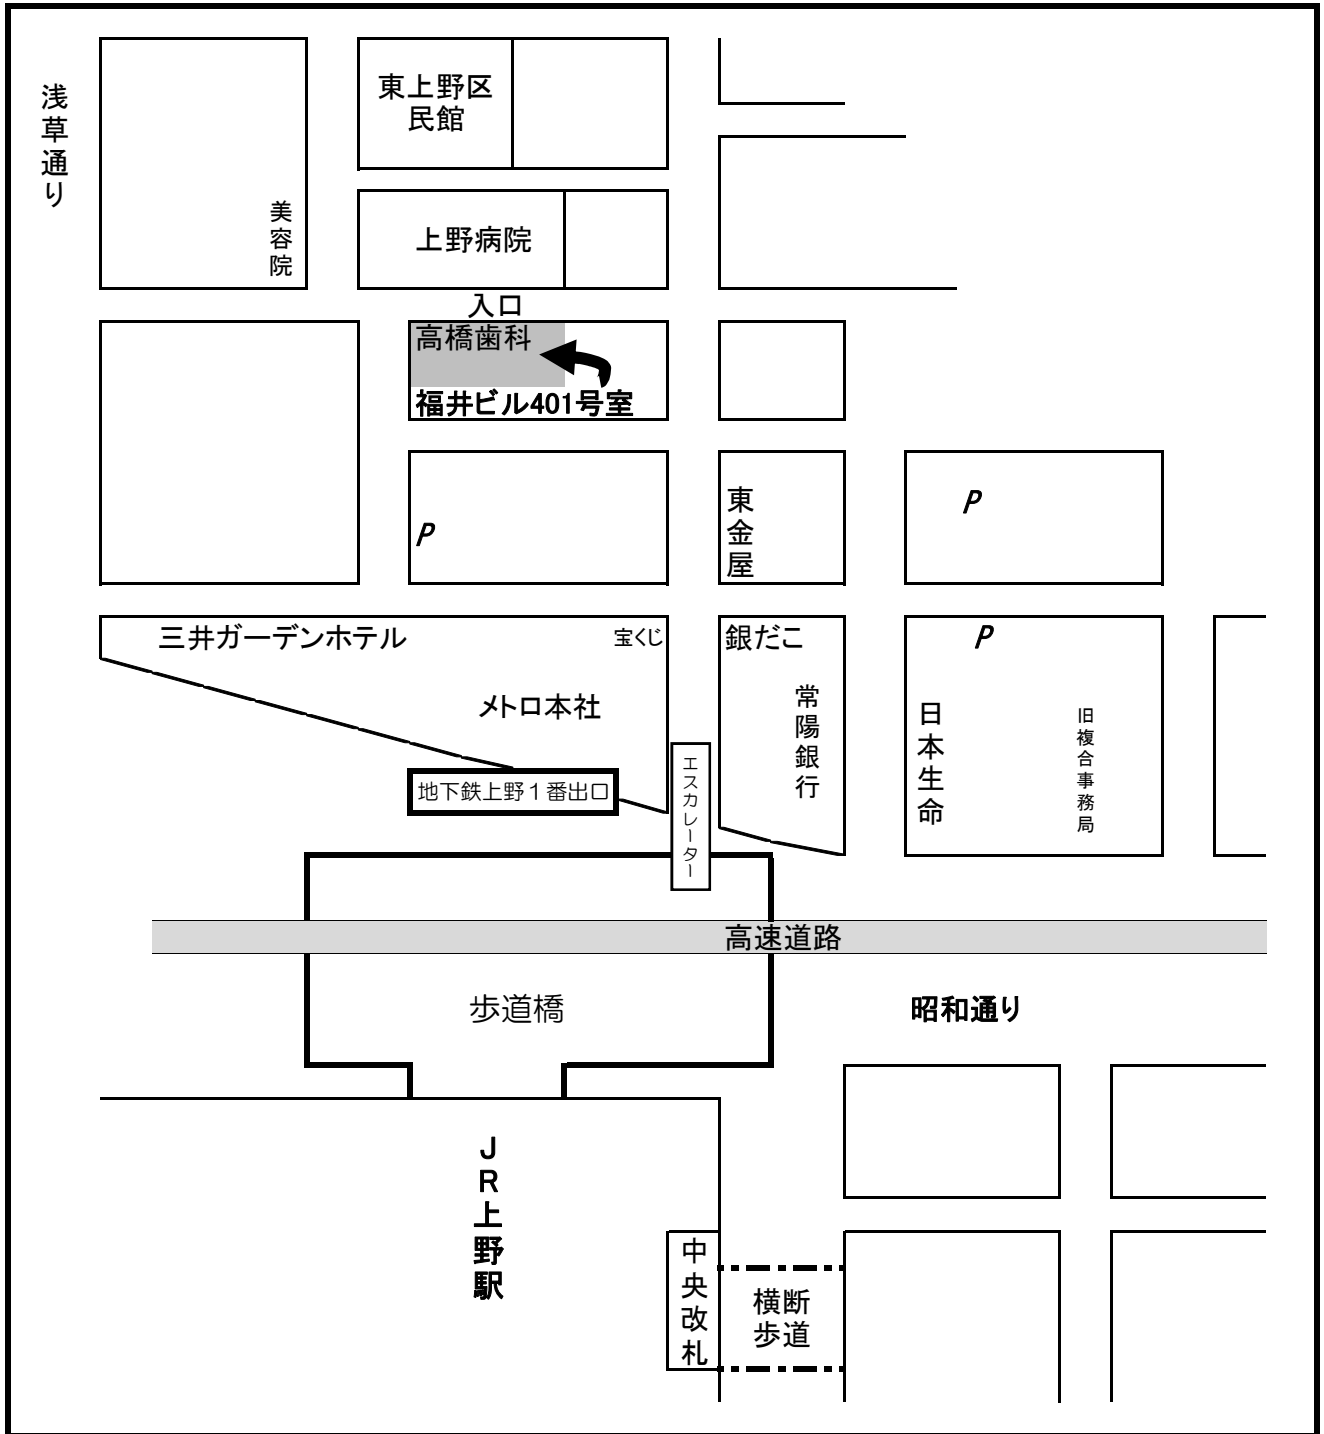 浅草通り
東上野区
民館
美容院
上野病院
入口
高橋歯科
福井ビル401号室
P
東金屋
P
三井ガーデンホテル
宝くじ
銀だこ
P
メトロ本社
常陽銀行
日本生命
旧複合事務局
地下鉄上野１番出口
エスカレーター
高速道路
歩道橋
昭和通り
ＪＲ上野駅
中央改札
横断
歩道